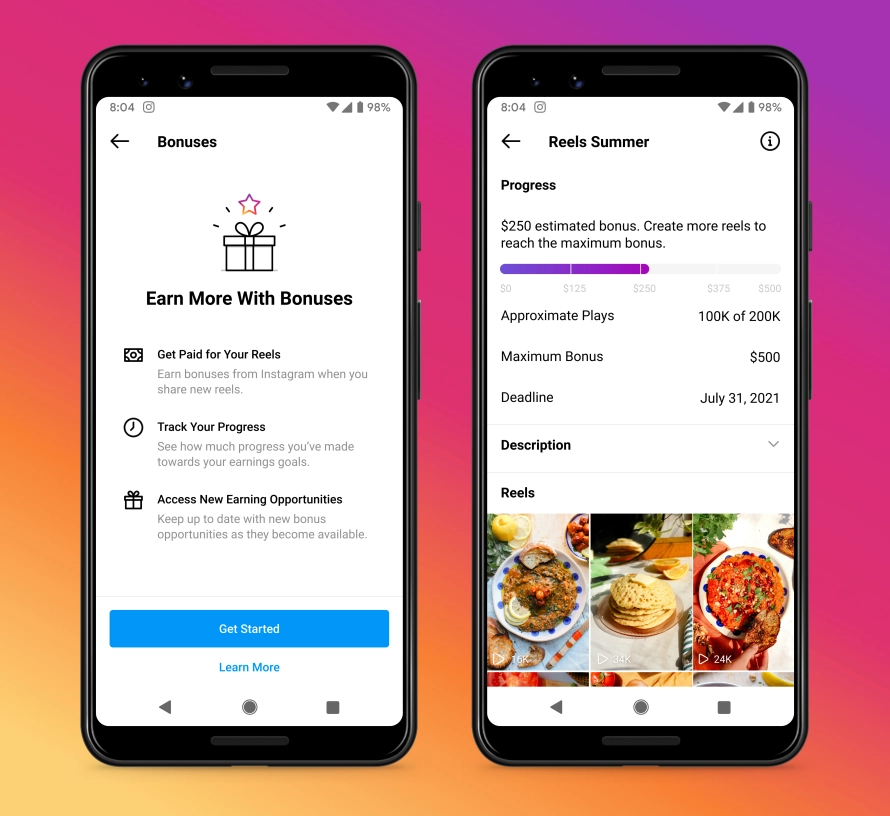 8:04
98%
Bonuses
Earn More With Bonuses
Get Paid for Your Reels
Earn bonuses from Instagram when you
share new reels.
Track Your Progress
See how much progress you've made
towards your earnings goals.
Access New Earning Opportunities
Keep up to date with new bonus
opportunities as they become available.
Get Started
Learn More
8:04
98%
Reels Summer
Progress
$250 estimated bonus. Create more reels to
reach the maximum bonus.
$0 $125 $250 $375 $500
Approximate Plays 100K of 200K
Maximum Bonus $500
Deadline July 31, 2021
Description
Reels
16K 34K 24K